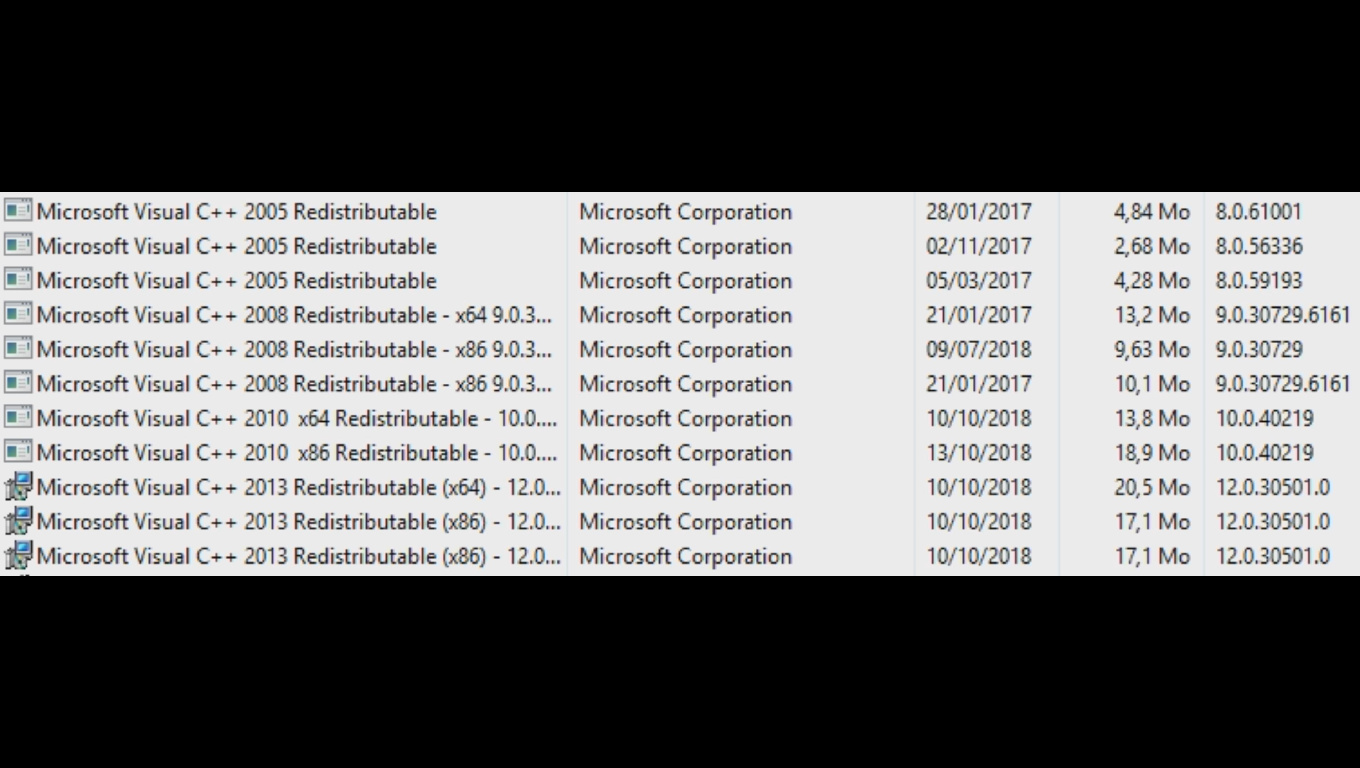 Microsoft Visual C++ 2005 Redistributable Microsoft Corporation 28/01/2017 4,84 Mo 8.0.61001
Microsoft Visual C++ 2005 Redistributable Microsoft Corporation 02/11/2017 2,68 Mo 8.0.56336
Microsoft Visual C++ 2005 Redistributable Microsoft Corporation 05/03/2017 4,28 Mo 8.0.59193
Microsoft Visual C++ 2008 Redistributable - x64 9.0.3... Microsoft Corporation 21/01/2017 13,2 Mo 9.0.30729.6161
Microsoft Visual C++ 2008 Redistributable - x86 9.0.3... Microsoft Corporation 09/07/2018 9,63 Mo 9.0.30729
Microsoft Visual C++ 2008 Redistributable - x86 9.0.3... Microsoft Corporation 21/01/2017 10,1 Mo 9.0.30729.6161
Microsoft Visual C++ 2010 x64 Redistributable - 10.0.... Microsoft Corporation 10/10/2018 13,8 Mo 10.0.40219
Microsoft Visual C++ 2010 x86 Redistributable - 10.0.... Microsoft Corporation 13/10/2018 18,9 Mo 10.0.40219
Microsoft Visual C++ 2013 Redistributable (x64) - 12.0... Microsoft Corporation 10/10/2018 20,5 Mo 12.0.30501.0
Microsoft Visual C++ 2013 Redistributable (x86) - 12.0... Microsoft Corporation 10/10/2018 17,1 Mo 12.0.30501.0
Microsoft Visual C++ 2013 Redistributable (x86) - 12.0... Microsoft Corporation 10/10/2018 17,1 Mo 12.0.30501.0